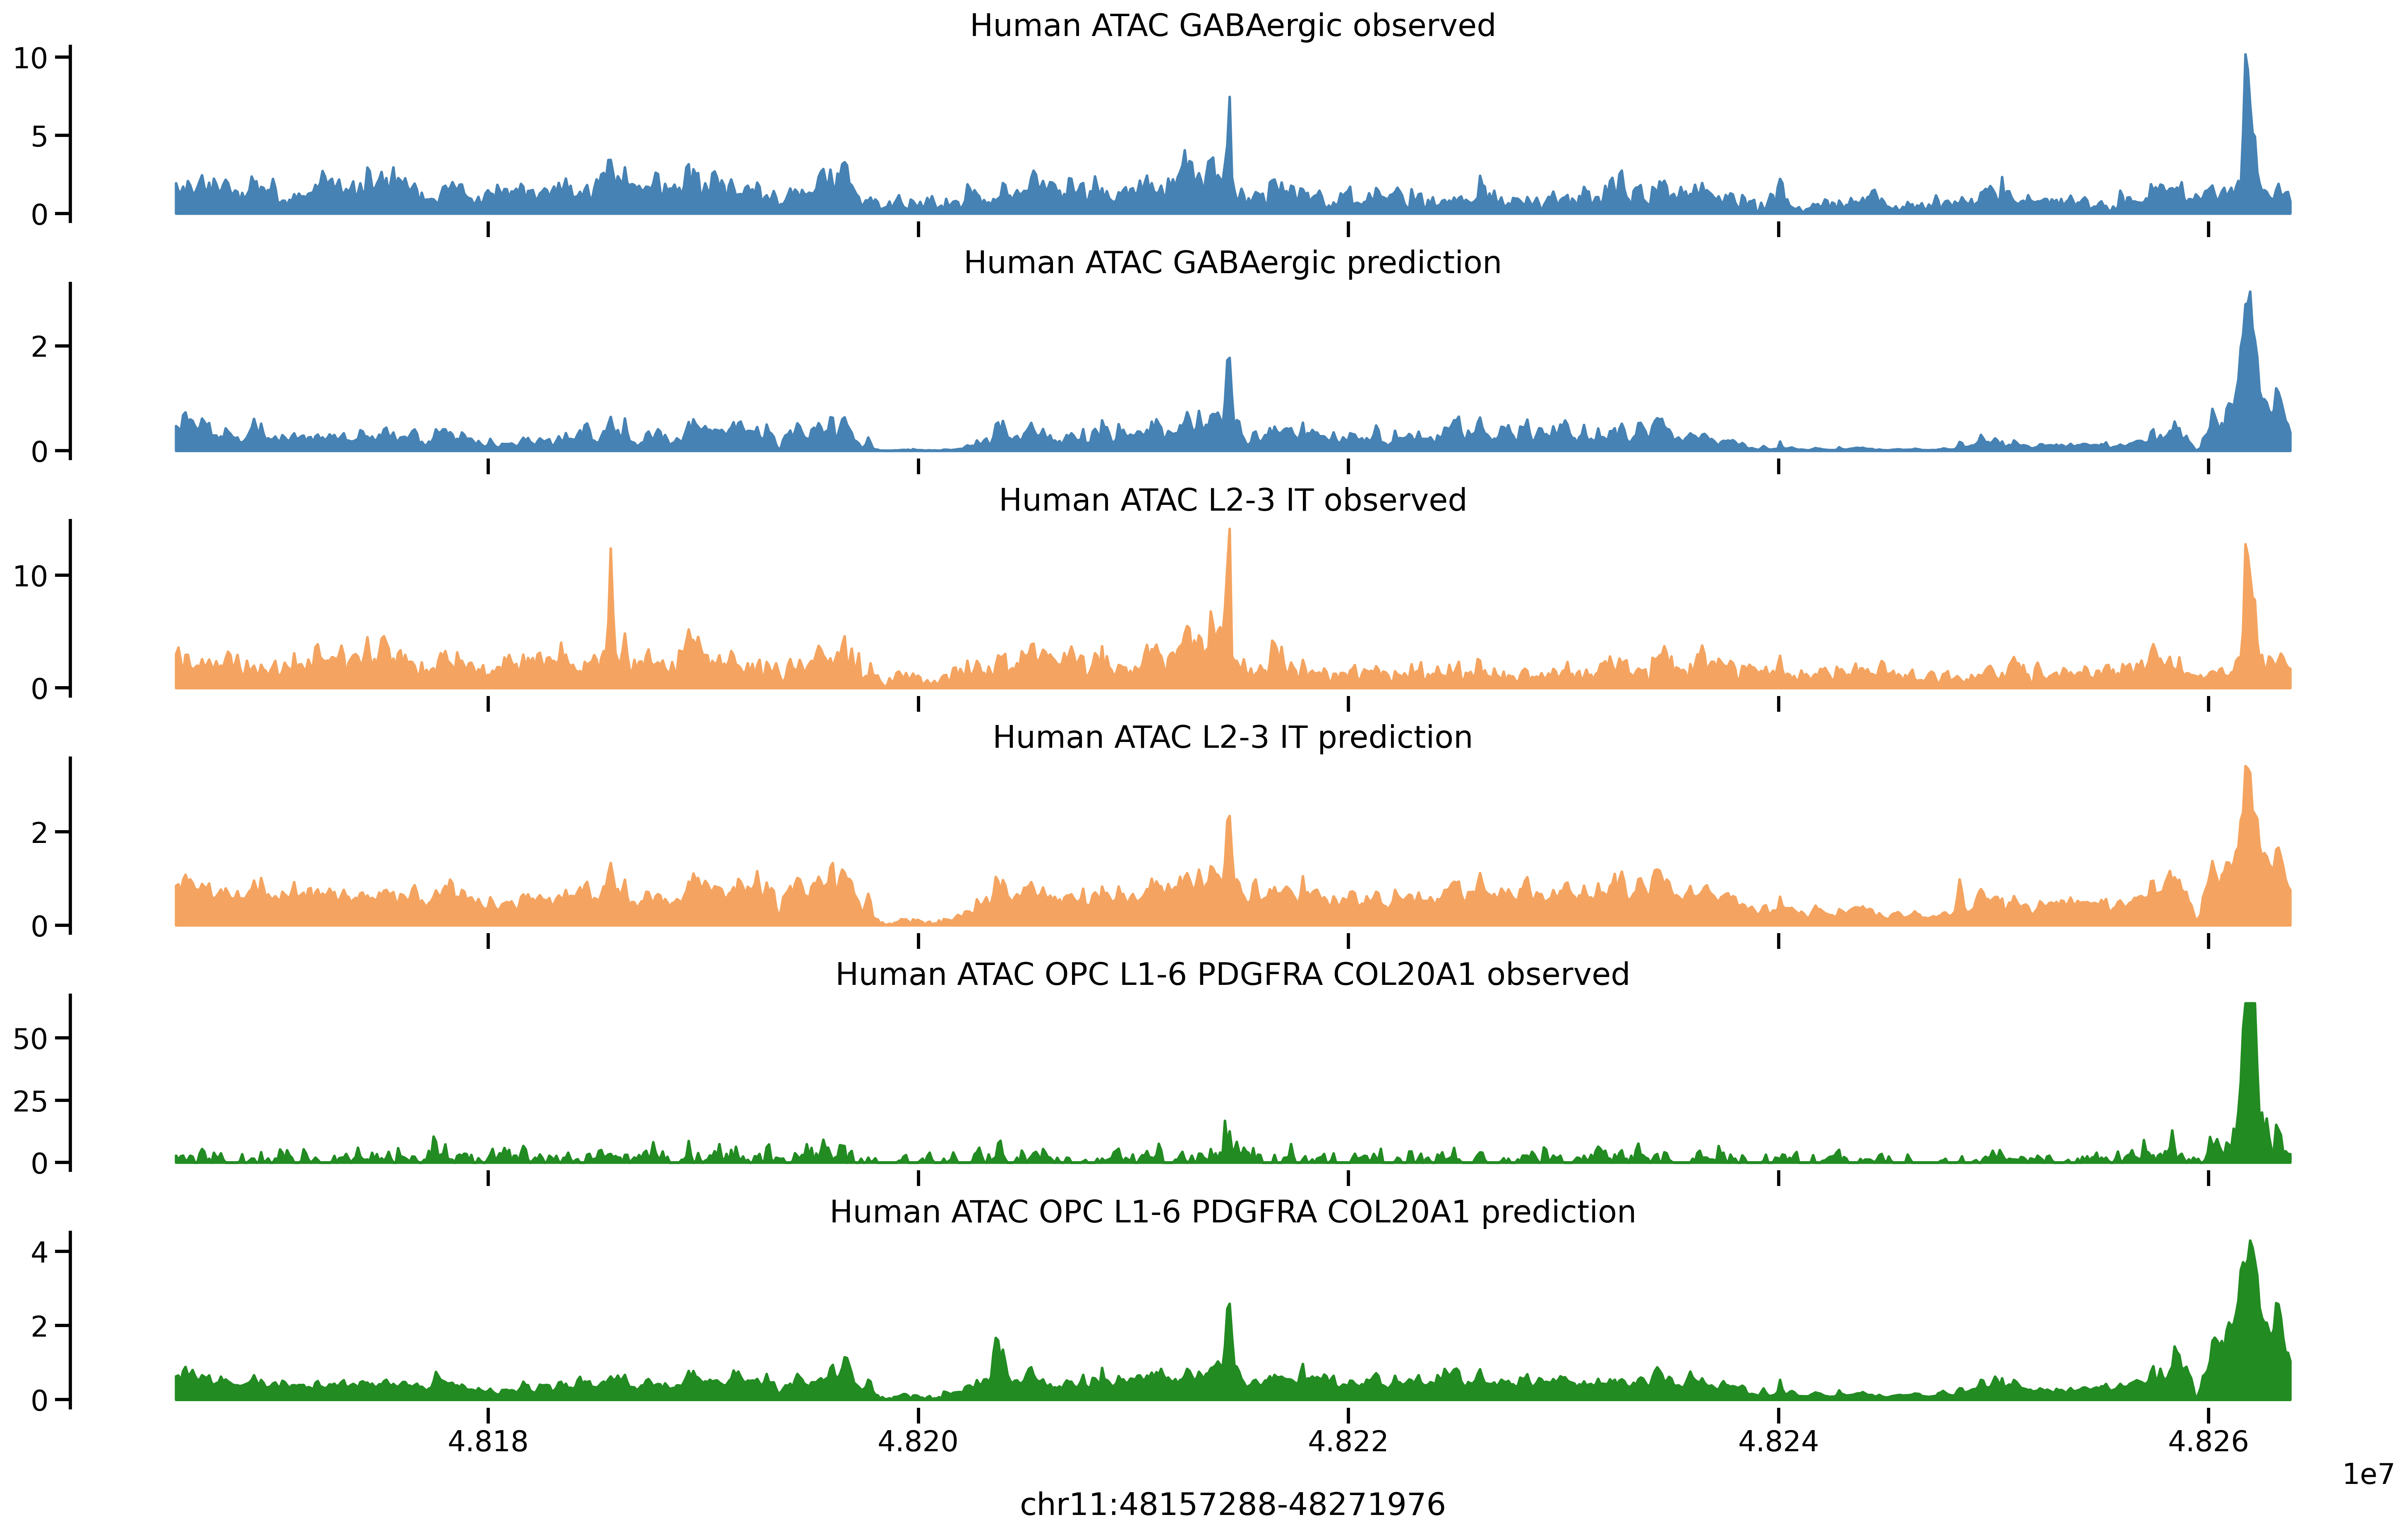 Human ATAC GABAergic observed
10
5
0
Human ATAC GABAergic prediction
2
0
Human ATAC L2-3 IT observed
10
0
Human ATAC L2-3 IT prediction
2
0
Human ATAC OPC L1-6 PDGFRA COL20A1 observed
50
25
0
Human ATAC OPC L1-6 PDGFRA COL20A1 prediction
4
2
0
4.818 4.820 4.822 4.824 4.826
1e7
chr11:48157288-48271976